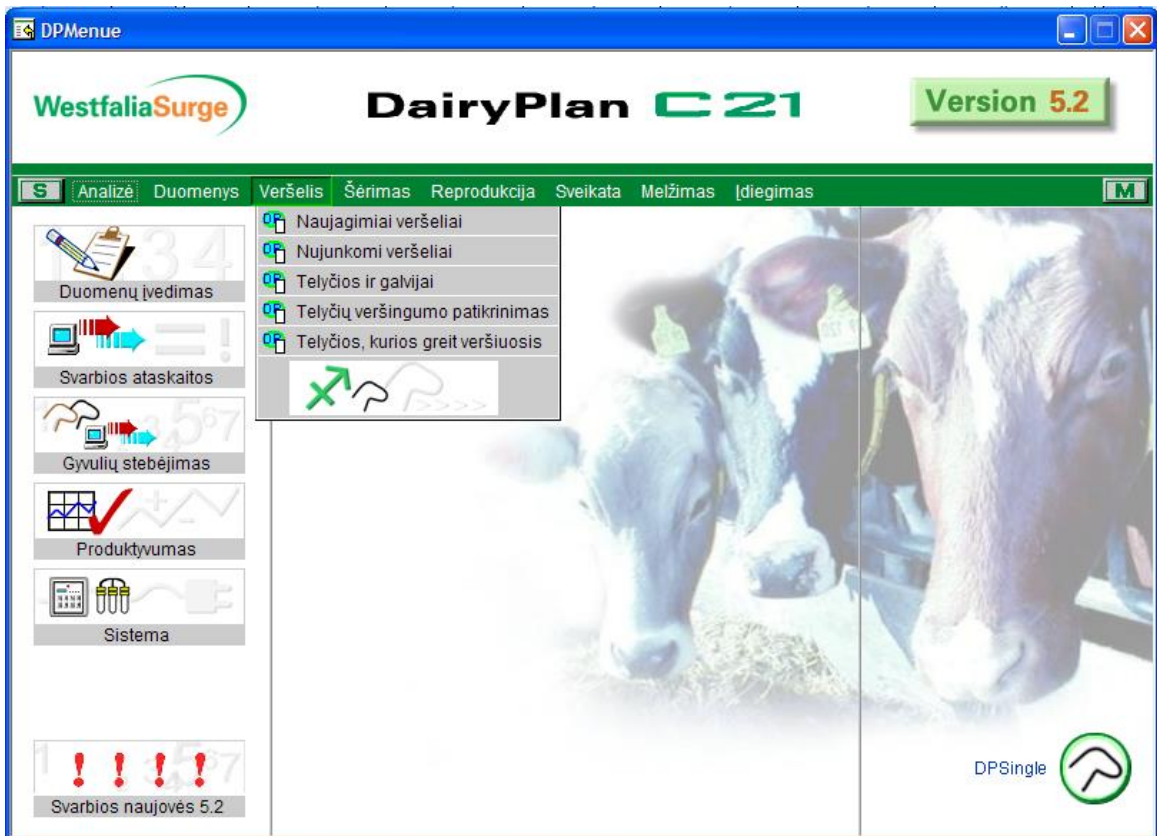 DPMenue
WestfaliaSurge
DairyPlan C21
Version 5.2
S Analizė Duomenys Veršelis Šėrimas Reprodukcija Sveikata Melžimas Įdiegimas M
Naujagimiai veršeliai
Nujunkomi veršeliai
Telyčios ir galvijai
Telyčių veršingumo patikrinimas
Telyčios, kurios greit veršiuosis
Duomenų įvedimas
Svarbios ataskaitos
Gyvulių stebėjimas
Produktyvumas
Sistema
Svarbios naujovės 5.2
DPSingle